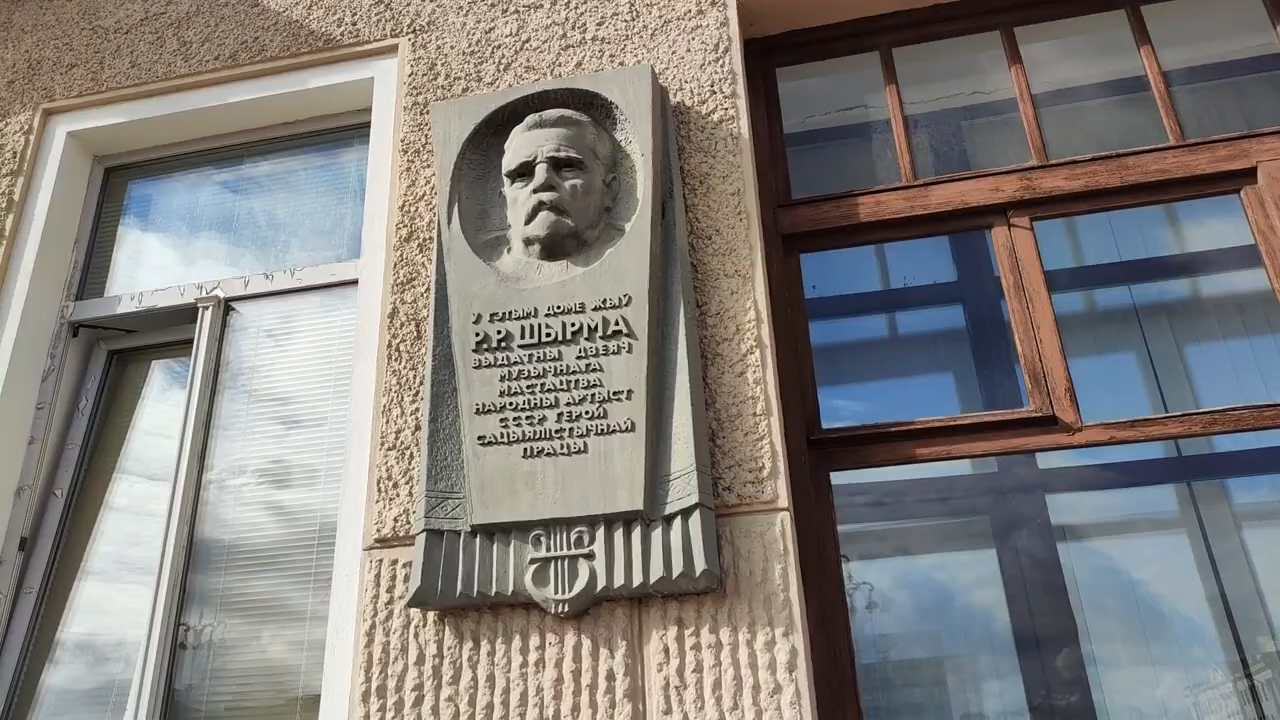 У ГЭТЫМ ДОМЕ ЖЫЎ
Р.Р. ШЫРМА
ВЫДАТНЫ ДЗЕЯЧ
МУЗЫЧНАГА
МАСТАЦТВА
НАРОДНЫ АРТЫСТ
СССР ГЕРОЙ
САЦЫЯЛІСТЫЧНАЙ
ПРАЦЫ